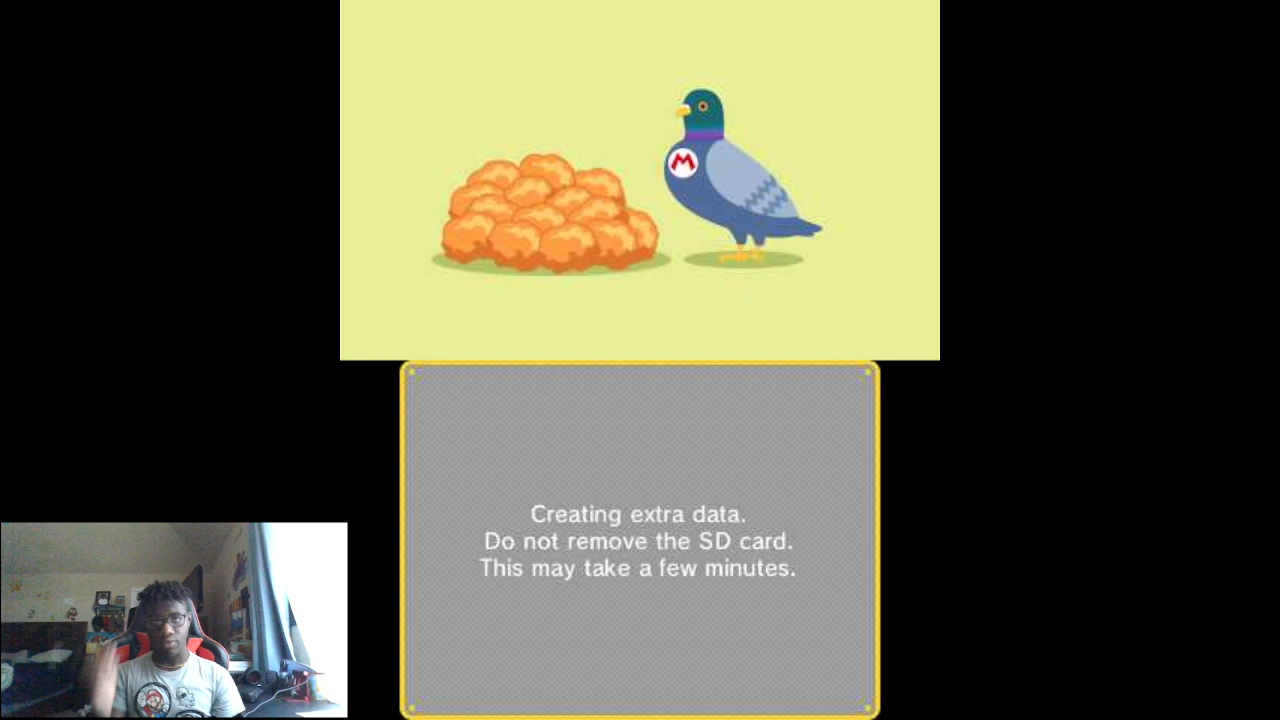 M
Creating extra data.
Do not remove the SD card.
This may take a few minutes.